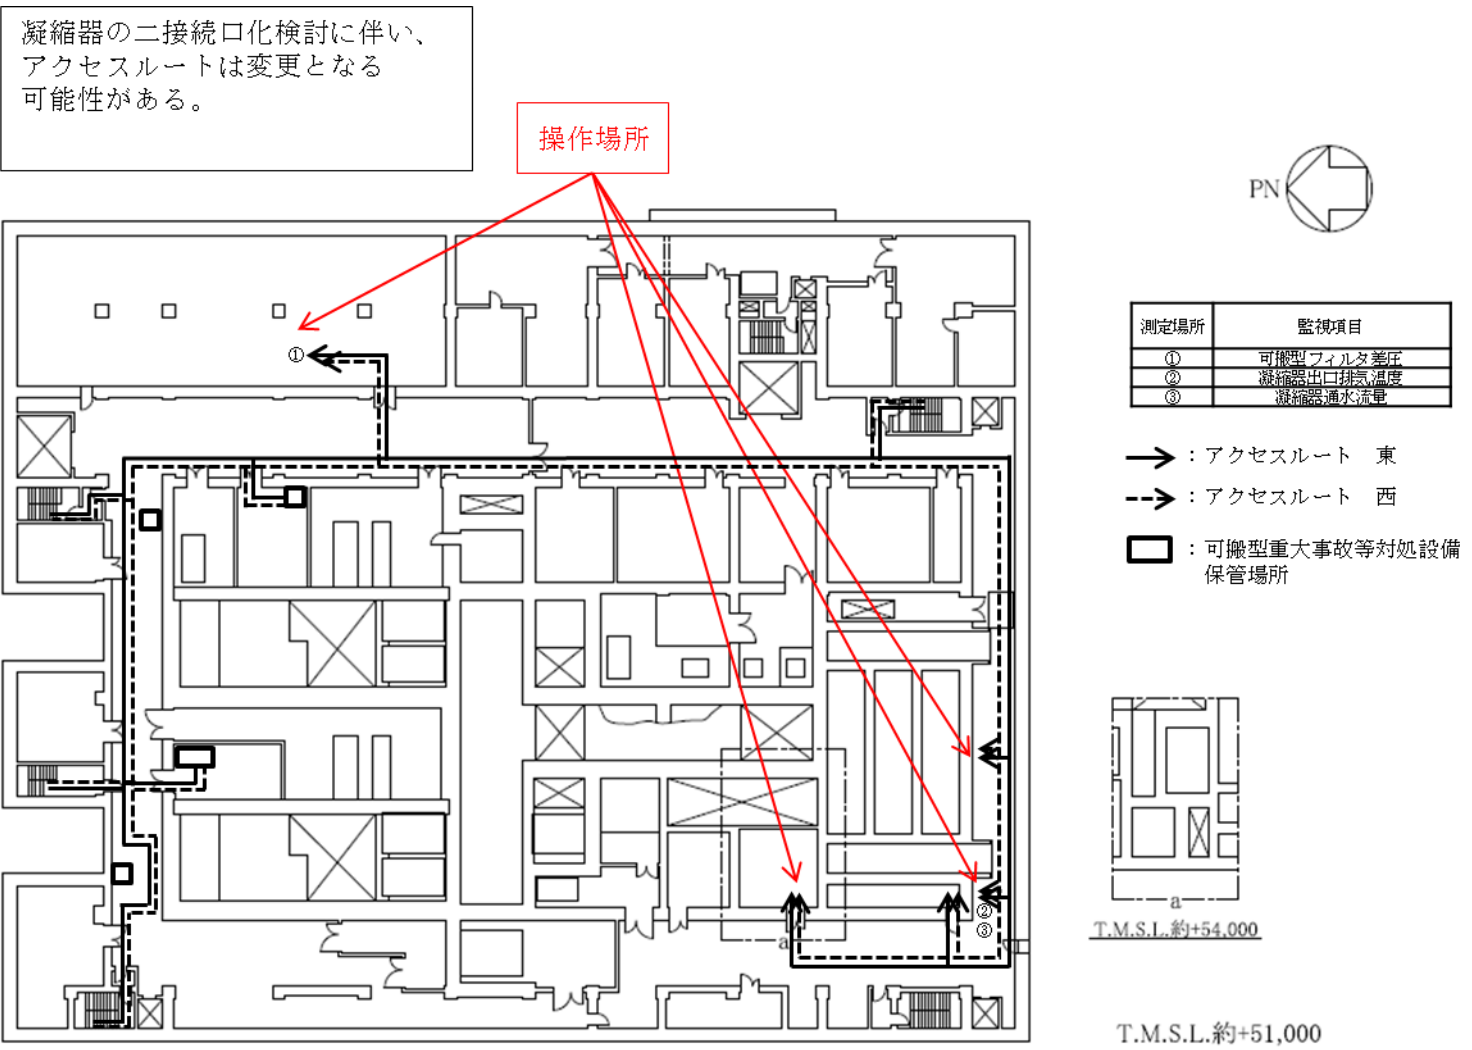 凝縮器の二接続口化検討に伴い、
アクセスルートは変更となる
可能性がある。
操作場所
PN
測定場所 監視項目
① 可搬型フィルタ差圧
② 凝縮器出口排気温度
③ 凝縮器通水流量
：アクセスルート　東
：アクセスルート　西
：可搬型重大事故等対処設備
保管場所
①
②
③
a
a
T.M.S.L.約+54,000
T.M.S.L.約+51,000